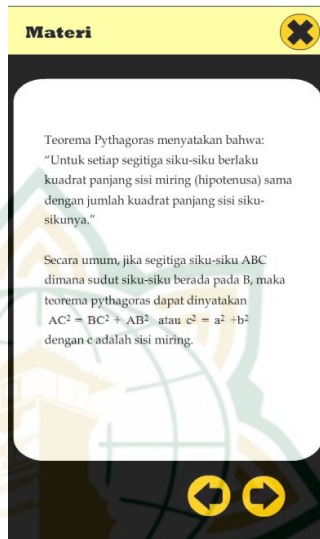 Materi
Teorema Pythagoras menyatakan bahwa:
“Untuk setiap segitiga siku-siku berlaku
kuadrat panjang sisi miring (hipotenusa) sama
dengan jumlah kuadrat panjang sisi siku-
sikunya.”
Secara umum, jika segitiga siku-siku ABC
dimana sudut siku-siku berada pada B, maka
teorema pythagoras dapat dinyatakan
AC² = BC² + AB² atau c² = a² +b²
dengan c adalah sisi miring.